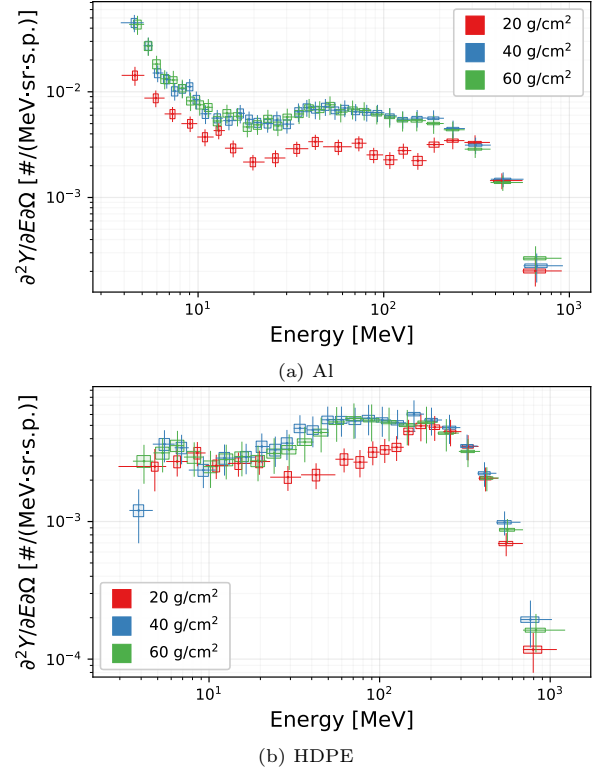 ∂²Y/∂E∂Ω [#/(MeV·sr·s.p.)]
10⁻²
10⁻³
20 g/cm²
40 g/cm²
60 g/cm²
10¹ 10² 10³
Energy [MeV]
(a) Al
∂²Y/∂E∂Ω [#/(MeV·sr·s.p.)]
10⁻³
10⁻⁴
20 g/cm²
40 g/cm²
60 g/cm²
10¹ 10² 10³
Energy [MeV]
(b) HDPE